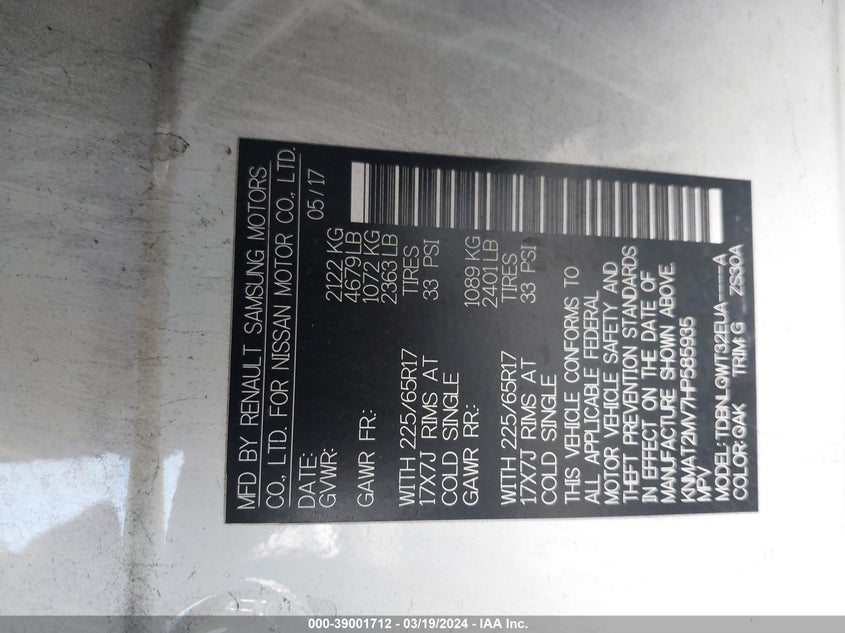 MFD BY RENAULT SAMSUNG MOTORS
CO., LTD. FOR NISSAN MOTOR CO., LTD.
DATE: 05/17
GVWR: 2122 KG
4679 LB
GAWR FR: 1072 KG
2363 LB
WITH 225/65R17 TIRES
17X7J RIMS AT 33 PSI
COLD SINGLE
GAWR RR: 1089 KG
2401 LB
WITH 225/65R17 TIRES
17X7J RIMS AT 33 PSI
COLD SINGLE
THIS VEHICLE CONFORMS TO
ALL APPLICABLE FEDERAL
MOTOR VEHICLE SAFETY AND
THEFT PREVENTION STANDARDS
IN EFFECT ON THE DATE OF
MANUFACTURE SHOWN ABOVE.
KNMAT2MV7HP585935
MPV
MODEL: TDBNLQWT32EUA----A
COLOR: QAK TRIM: G ZS30A
000-39001712 - 03/19/2024 - IAA Inc.